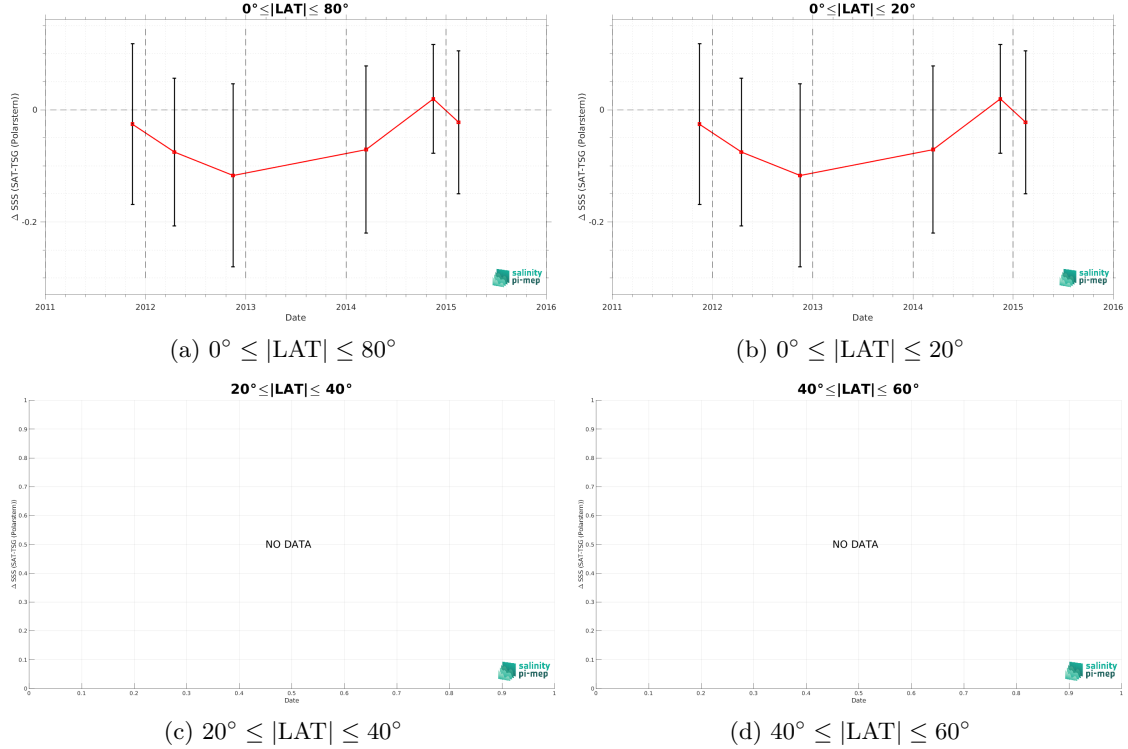 0°≤|LAT|≤ 80°
Δ SSS (SAT-TSG (Polarstern))
0
-0.2
2011 2012 2013 2014 2015 2016
Date
salinity
pi-mep
(a) 0° ≤ |LAT| ≤ 80°
0°≤|LAT|≤ 20°
Δ SSS (SAT-TSG (Polarstern))
0
-0.2
2011 2012 2013 2014 2015 2016
Date
salinity
pi-mep
(b) 0° ≤ |LAT| ≤ 20°
20°≤|LAT|≤ 40°
Δ SSS (SAT-TSG (Polarstern))
1
0.9
0.8
0.7
0.6
0.5
0.4
0.3
0.2
0.1
0
NO DATA
0 0.1 0.2 0.3 0.4 0.5 0.6 0.7 0.8 0.9 1
Date
salinity
pi-mep
(c) 20° ≤ |LAT| ≤ 40°
40°≤|LAT|≤ 60°
Δ SSS (SAT-TSG (Polarstern))
1
0.9
0.8
0.7
0.6
0.5
0.4
0.3
0.2
0.1
0
NO DATA
0 0.1 0.2 0.3 0.4 0.5 0.6 0.7 0.8 0.9 1
Date
salinity
pi-mep
(d) 40° ≤ |LAT| ≤ 60°